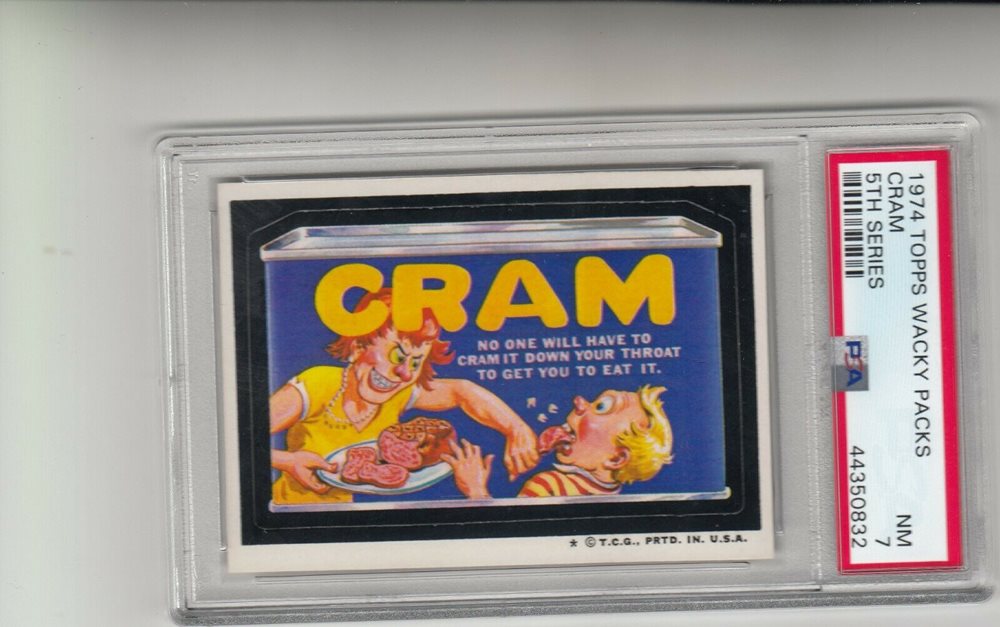 CRAM
NO ONE WILL HAVE TO
CRAM IT DOWN YOUR THROAT
TO GET YOU TO EAT IT.
* © T.C.G., PRTD. IN. U.S.A.
1974 TOPPS WACKY PACKS
CRAM
5TH SERIES
NM
7
44350832
PSA